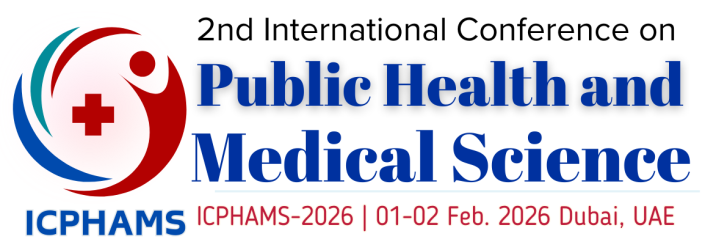 2nd International Conference on
Public Health and
Medical Science
ICPHAMS
ICPHAMS-2026 | 01-02 Feb. 2026 Dubai, UAE